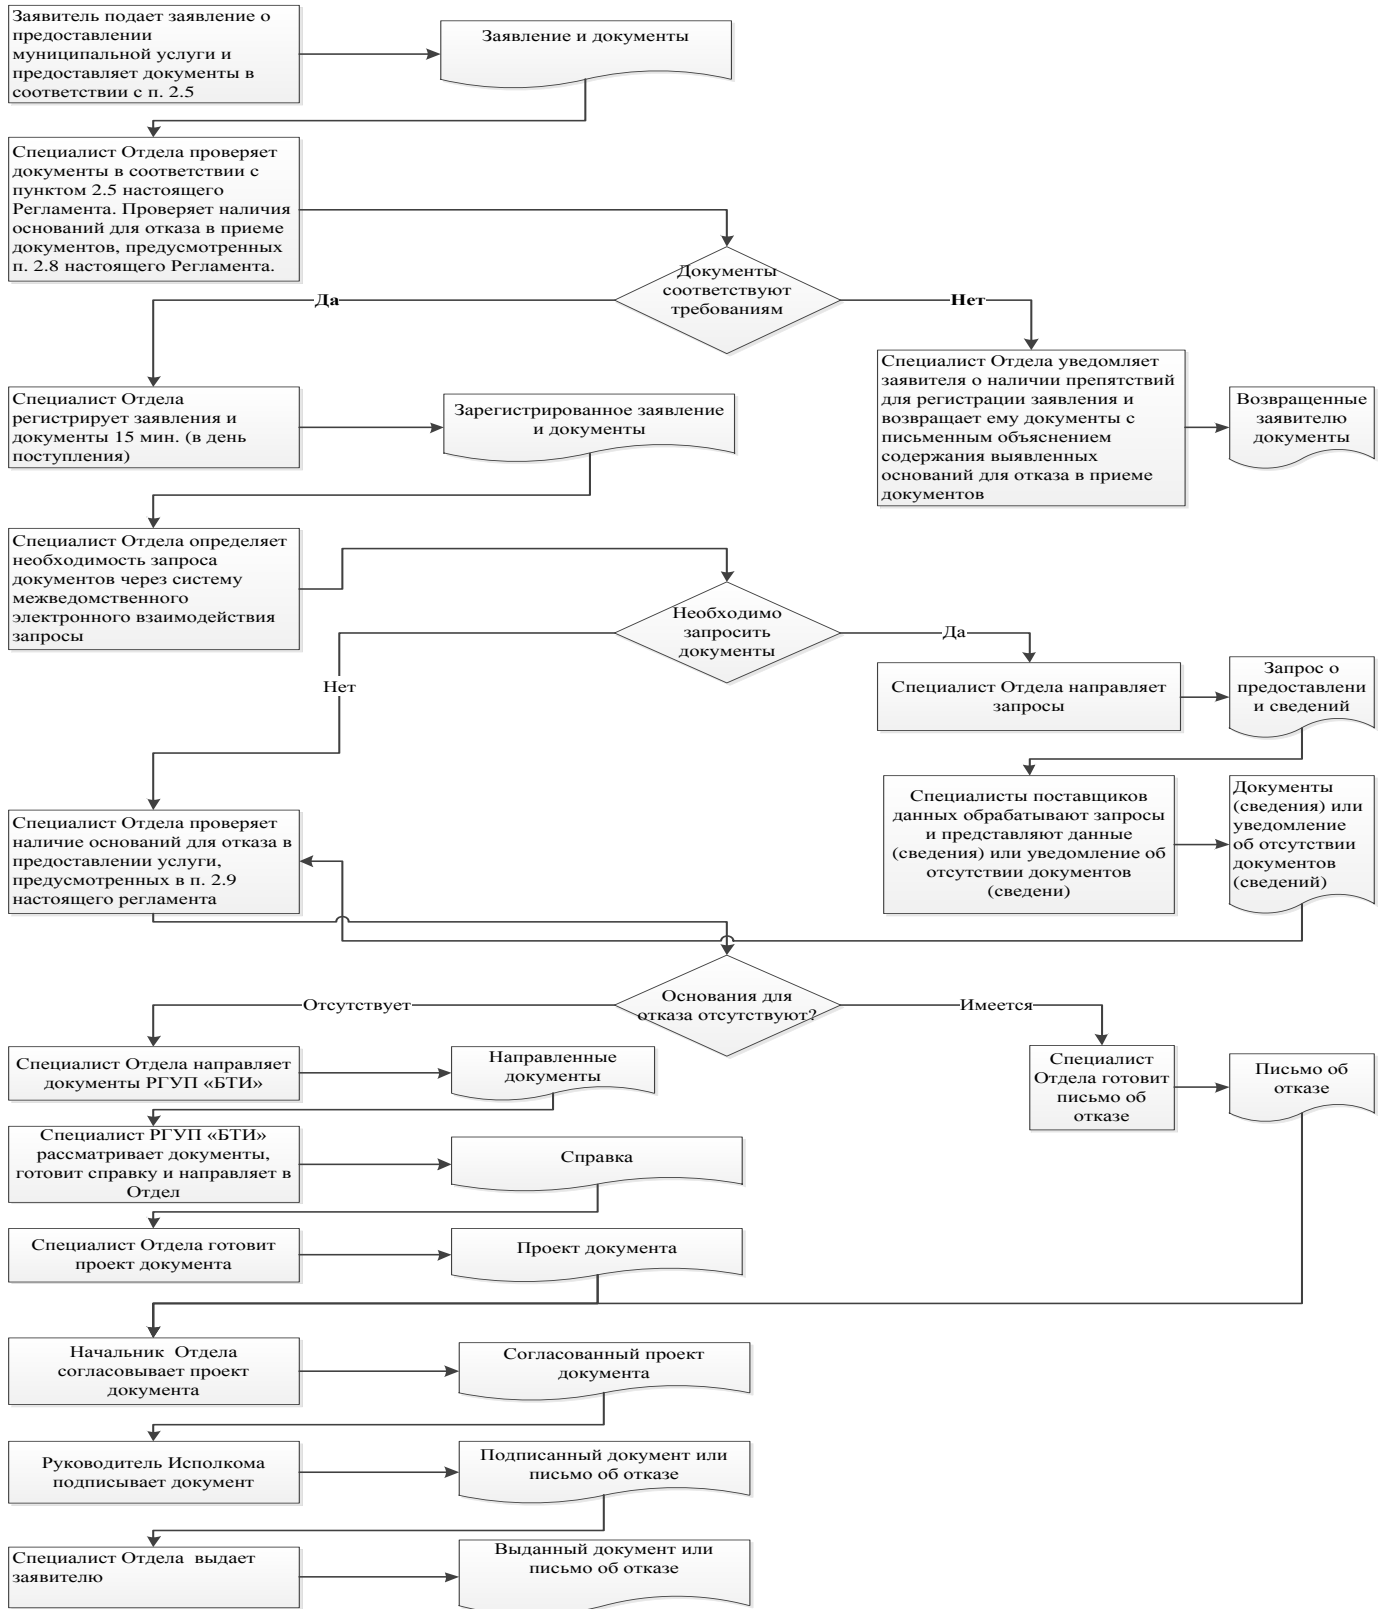 Заявитель подает заявление о
предоставлении
муниципальной услуги и
предоставляет документы в
соответствии с п. 2.5
Заявление и документы
Специалист Отдела проверяет
документы в соответствии с
пунктом 2.5 настоящего
Регламента. Проверяет наличия
оснований для отказа в приеме
документов, предусмотренных
п. 2.8 настоящего Регламента.
Документы
соответствуют
требованиям
Да
Нет
Специалист Отдела
регистрирует заявления и
документы 15 мин. (в день
поступления)
Зарегистрированное заявление
и документы
Специалист Отдела уведомляет
заявителя о наличии препятствий
для регистрации заявления и
возвращает ему документы с
письменным объяснением
содержания выявленных
оснований для отказа в приеме
документов
Возвращенные
заявителю
документы
Специалист Отдела определяет
необходимость запроса
документов через систему
межведомственного
электронного взаимодействия
запросы
Необходимо
запросить
документы
Да
Нет
Специалист Отдела направляет
запросы
Запрос о
предоставлени
и сведений
Специалисты поставщиков
данных обрабатывают запросы
и представляют данные
(сведения) или уведомление об
отсутствии документов
(сведени)
Документы
(сведения) или
уведомление
об отсутствии
документов
(сведений)
Специалист Отдела проверяет
наличие оснований для отказа в
предоставлении услуги,
предусмотренных в п. 2.9
настоящего регламента
Основания для
отказа отсутствуют?
Отсутствует
Имеется
Специалист Отдела направляет
документы РГУП «БТИ»
Направленные
документы
Специалист
Отдела готовит
письмо об
отказе
Письмо об
отказе
Специалист РГУП «БТИ»
рассматривает документы,
готовит справку и направляет в
Отдел
Справка
Специалист Отдела готовит
проект документа
Проект документа
Начальник  Отдела
согласовывает проект
документа
Согласованный проект
документа
Руководитель Исполкома
подписывает документ
Подписанный документ или
письмо об отказе
Специалист Отдела  выдает
заявителю
Выданный документ или
письмо об отказе